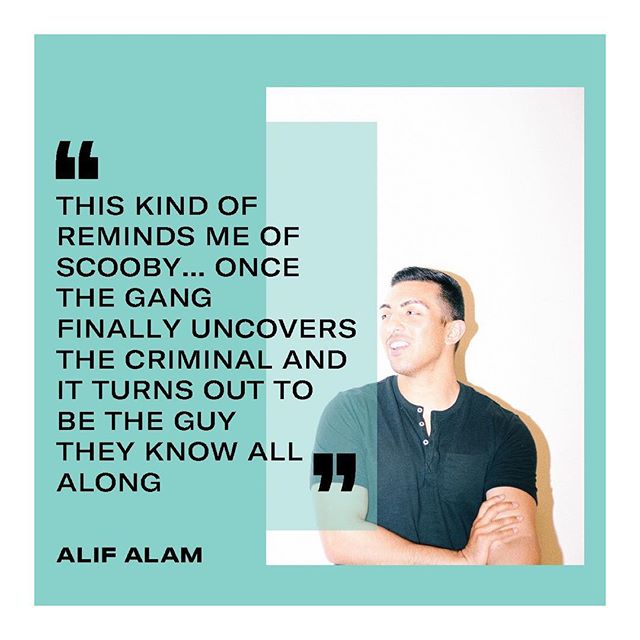 “
THIS KIND OF
REMINDS ME OF
SCOOBY... ONCE
THE GANG
FINALLY UNCOVERS
THE CRIMINAL AND
IT TURNS OUT TO
BE THE GUY
THEY KNOW ALL
ALONG
”
ALIF ALAM